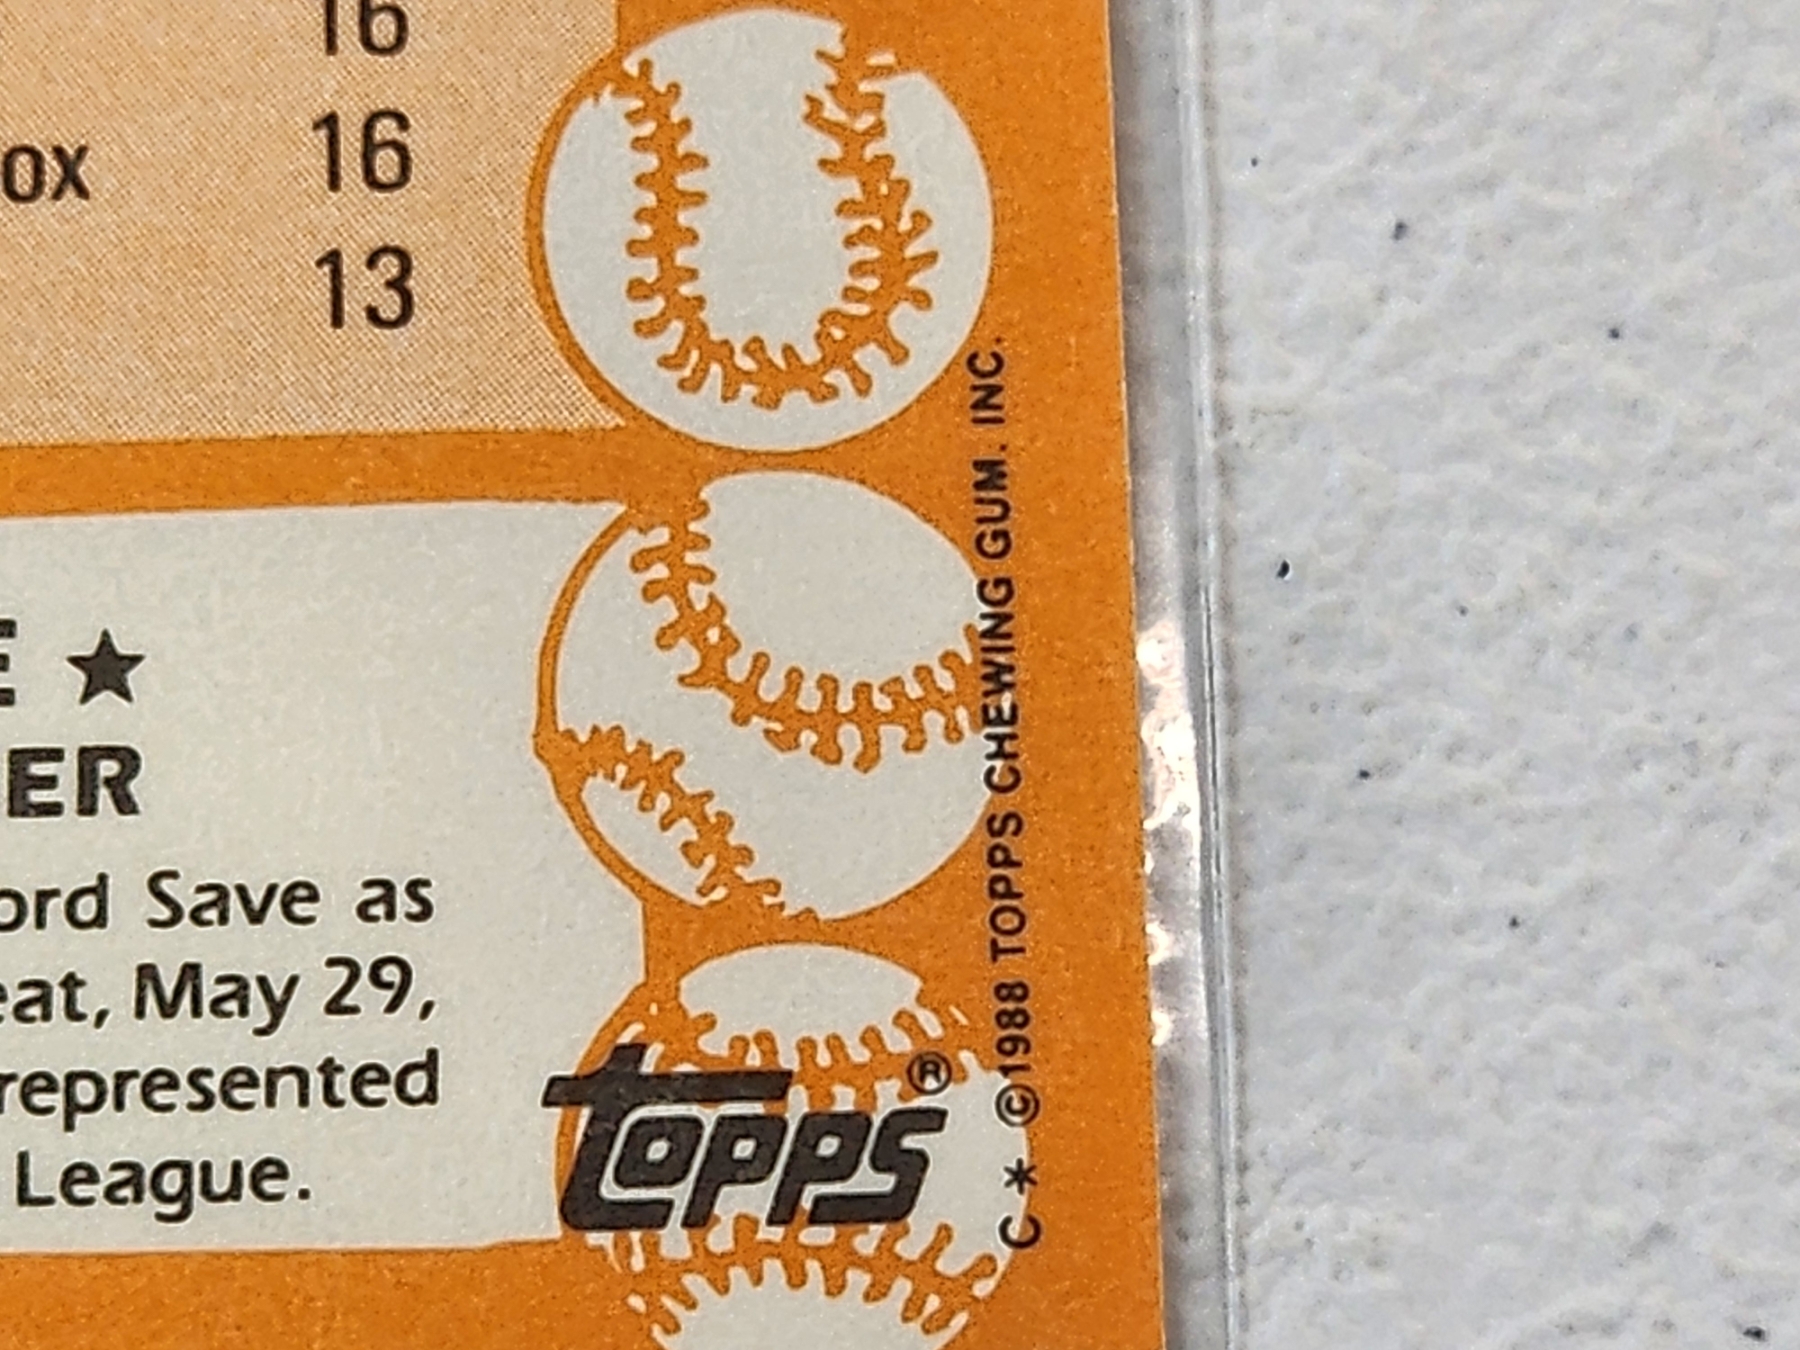 16
ox 16
13
E ★
ER
ord Save as
eat, May 29,
represented
League.
topps®
C * ©1988 TOPPS CHEWING GUM. INC.